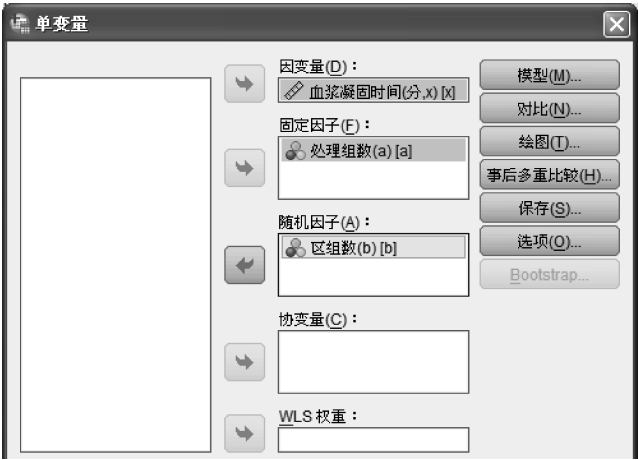 单变量
因变量(D)：
血浆凝固时间(分,x) [x]
固定因子(F)：
处理组数(a) [a]
随机因子(A)：
区组数(b) [b]
协变量(C)：
WLS 权重：
模型(M)...
对比(N)...
绘图(T)...
事后多重比较(H)...
保存(S)...
选项(O)...
Bootstrap...